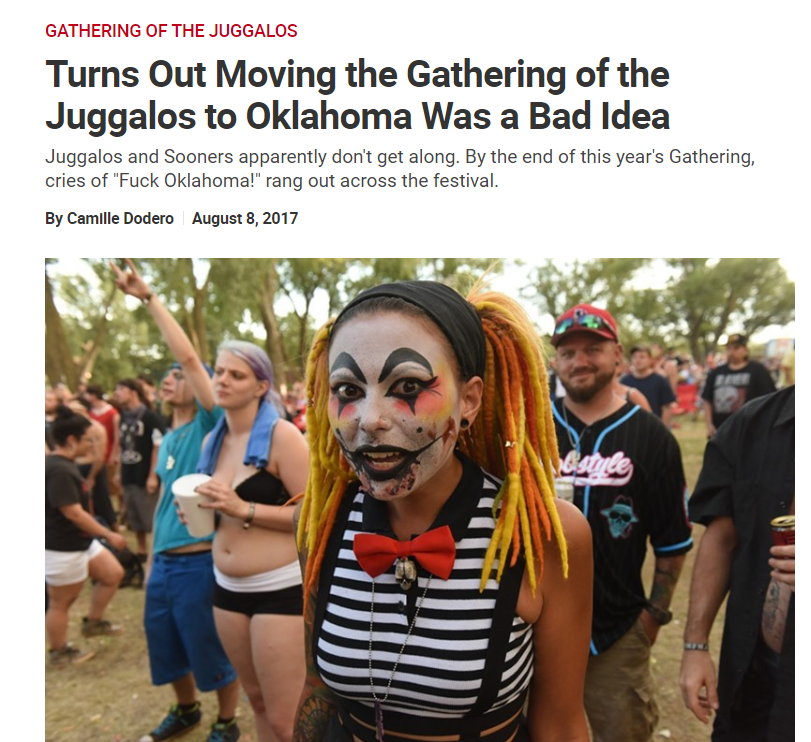 GATHERING OF THE JUGGALOS
Turns Out Moving the Gathering of the
Juggalos to Oklahoma Was a Bad Idea
Juggalos and Sooners apparently don't get along. By the end of this year's Gathering,
cries of "Fuck Oklahoma!" rang out across the festival.
By Camille Dodero August 8, 2017